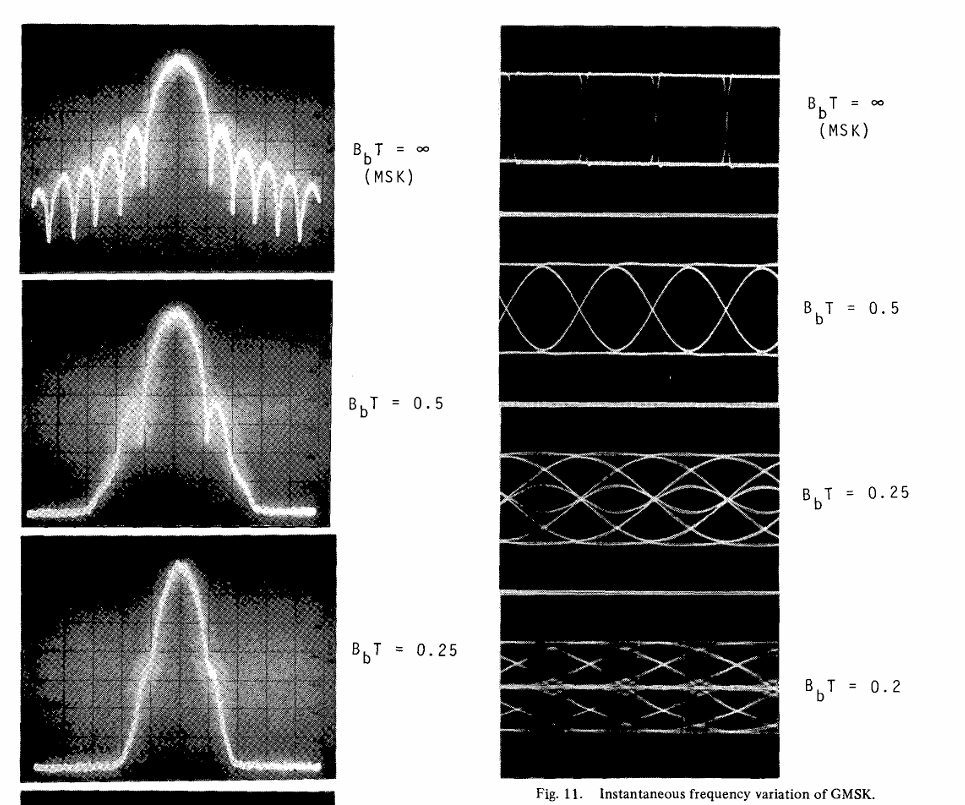 B_bT = ∞
(MSK)
B_bT = 0.5
B_bT = 0.25
B_bT = ∞
(MSK)
B_bT = 0.5
B_bT = 0.25
B_bT = 0.2
Fig. 11. Instantaneous frequency variation of GMSK.